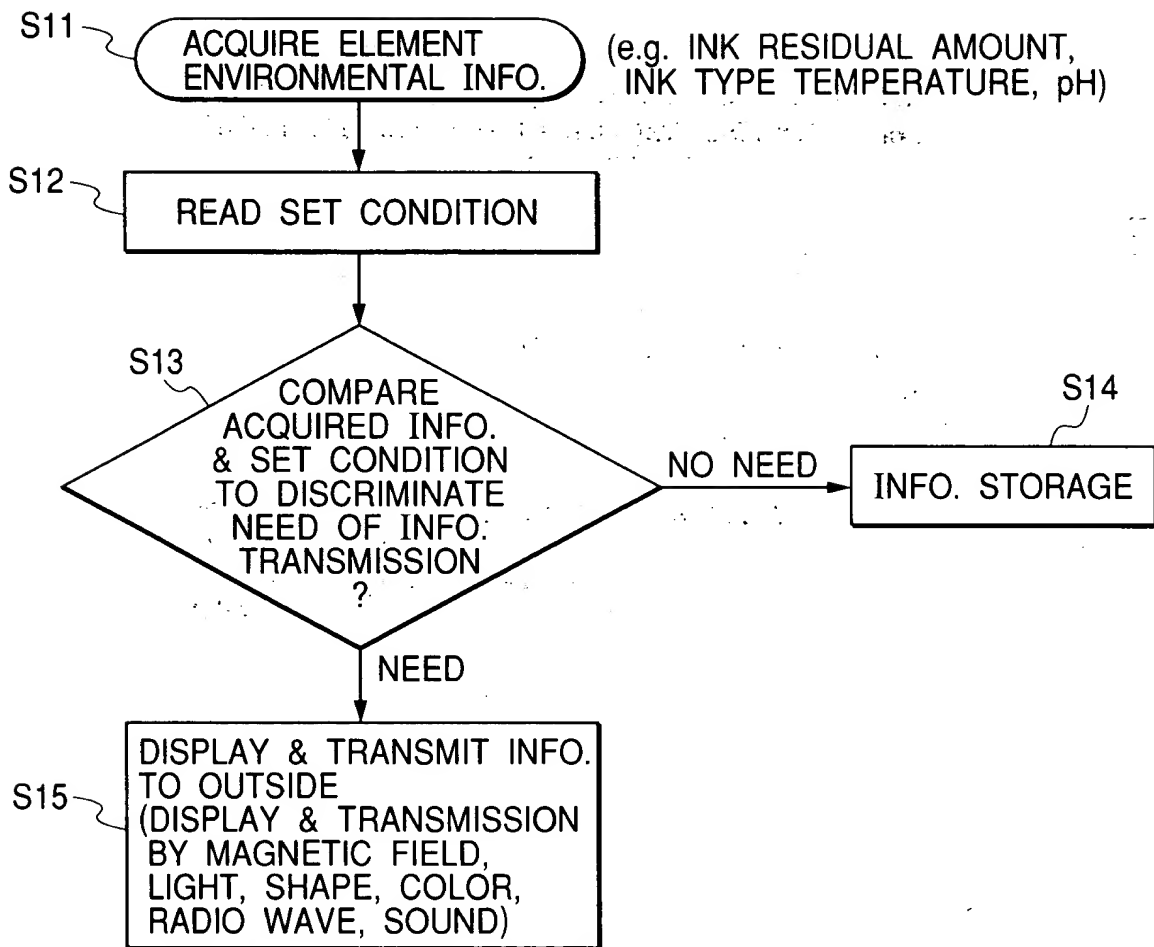 S11
ACQUIRE ELEMENT
ENVIRONMENTAL INFO.
(e.g. INK RESIDUAL AMOUNT,
INK TYPE TEMPERATURE, pH)
S12
READ SET CONDITION
S13
COMPARE
ACQUIRED INFO.
& SET CONDITION
TO DISCRIMINATE
NEED OF INFO.
TRANSMISSION
?
NO NEED
S14
INFO. STORAGE
NEED
S15
DISPLAY & TRANSMIT INFO.
TO OUTSIDE
(DISPLAY & TRANSMISSION
BY MAGNETIC FIELD,
LIGHT, SHAPE, COLOR,
RADIO WAVE, SOUND)